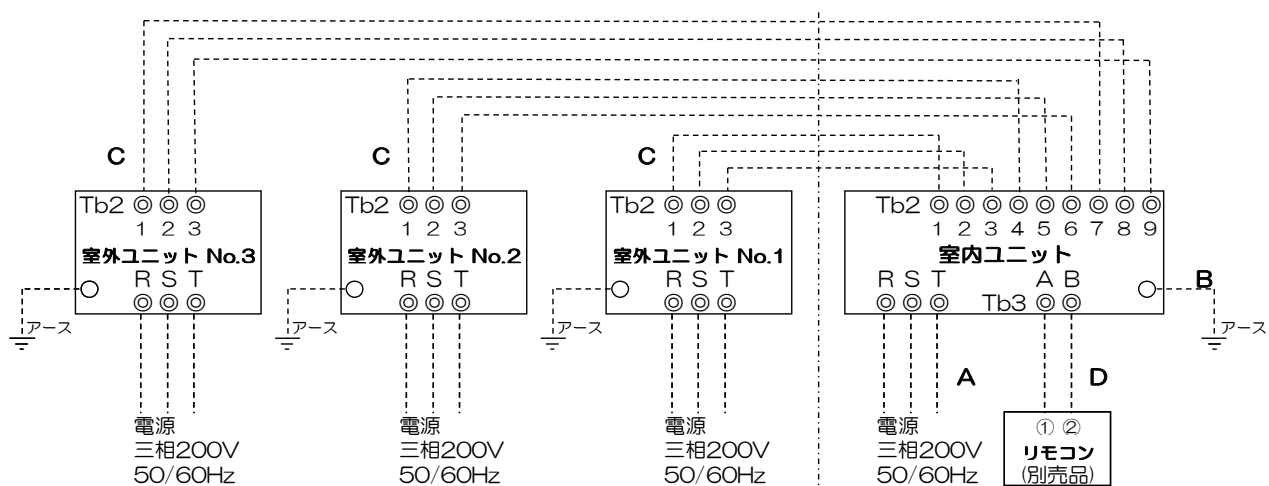 C
C
C
Tb2
1 2 3
室外ユニット No.3
R S T
アース
電源
三相200V
50/60Hz
Tb2
1 2 3
室外ユニット No.2
R S T
アース
電源
三相200V
50/60Hz
Tb2
1 2 3
室外ユニット No.1
R S T
アース
電源
三相200V
50/60Hz
Tb2
1 2 3 4 5 6 7 8 9
室内ユニット
R S T
A B
Tb3
B
アース
A
D
電源
三相200V
50/60Hz
① ②
リモコン
(別売品)